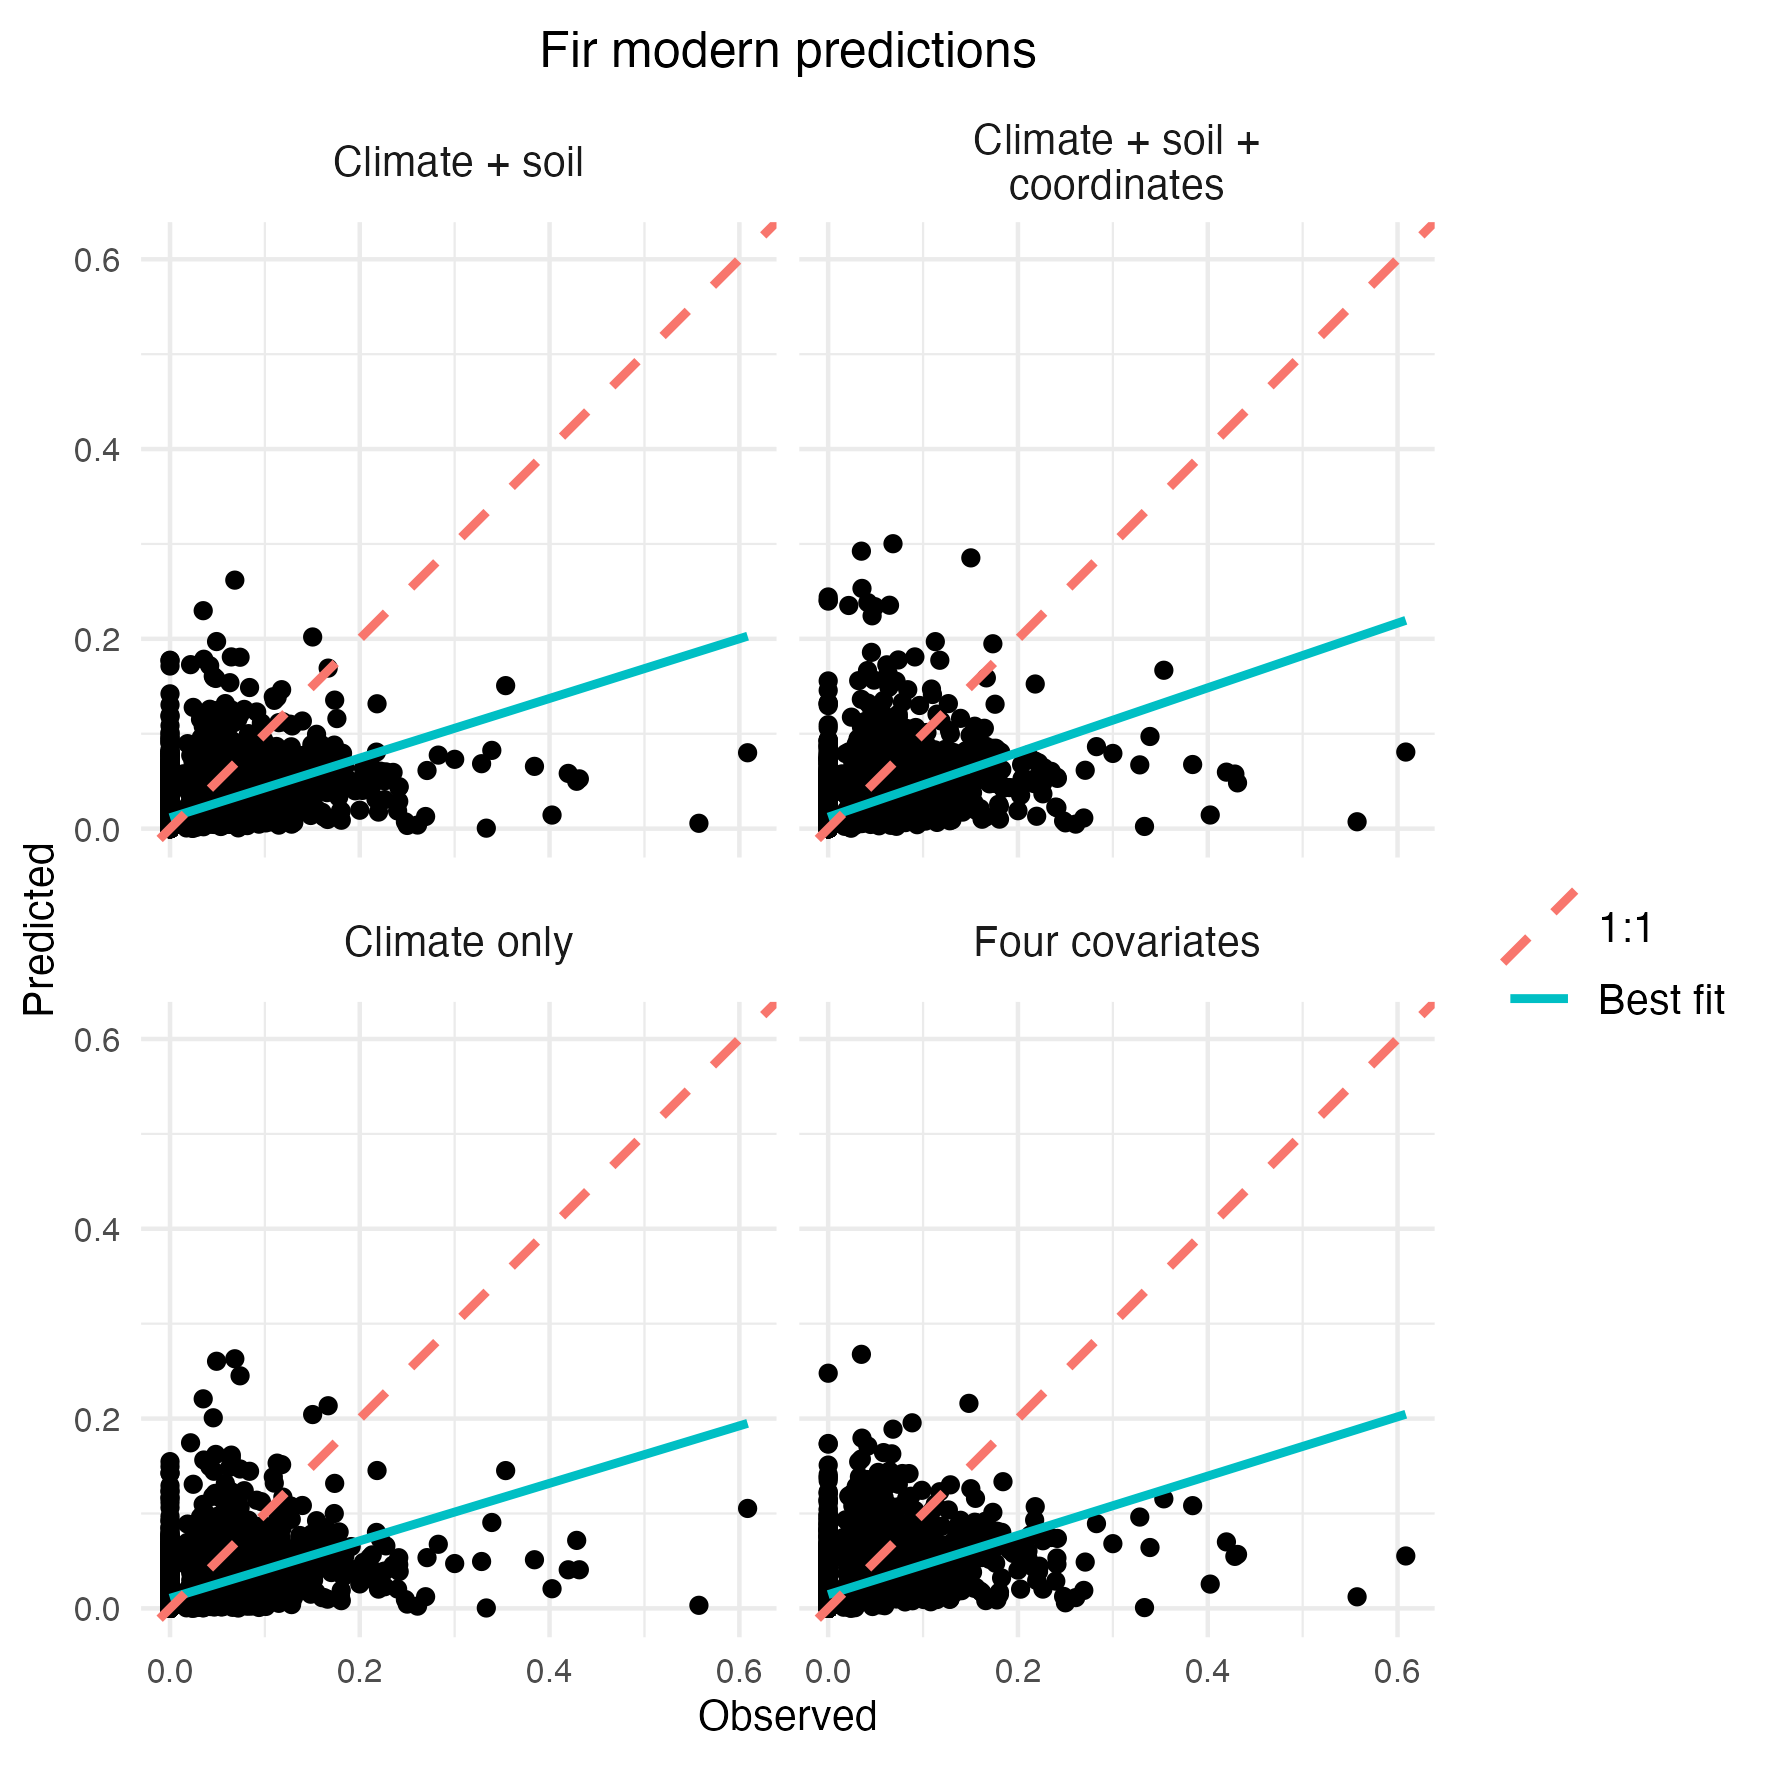 Fir modern predictions
Climate + soil
Climate + soil +
coordinates
0.6
0.4
0.2
0.0
Climate only
Four covariates
0.6
0.4
0.2
0.0
0.0 0.2 0.4 0.6
0.0 0.2 0.4 0.6
Observed
Predicted
1:1
Best fit